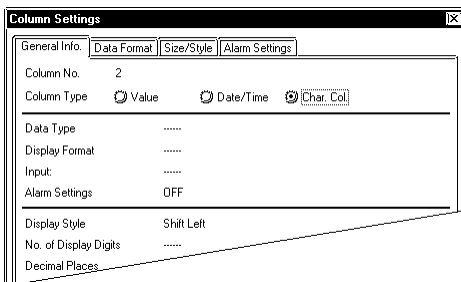 Column Settings
General Info. Data Format Size/Style Alarm Settings
Column No. 2
Column Type Value Date/Time Char. Col.
Data Type ------
Display Format ------
Input: ------
Alarm Settings OFF
Display Style Shift Left
No. of Display Digits ------
Decimal Places